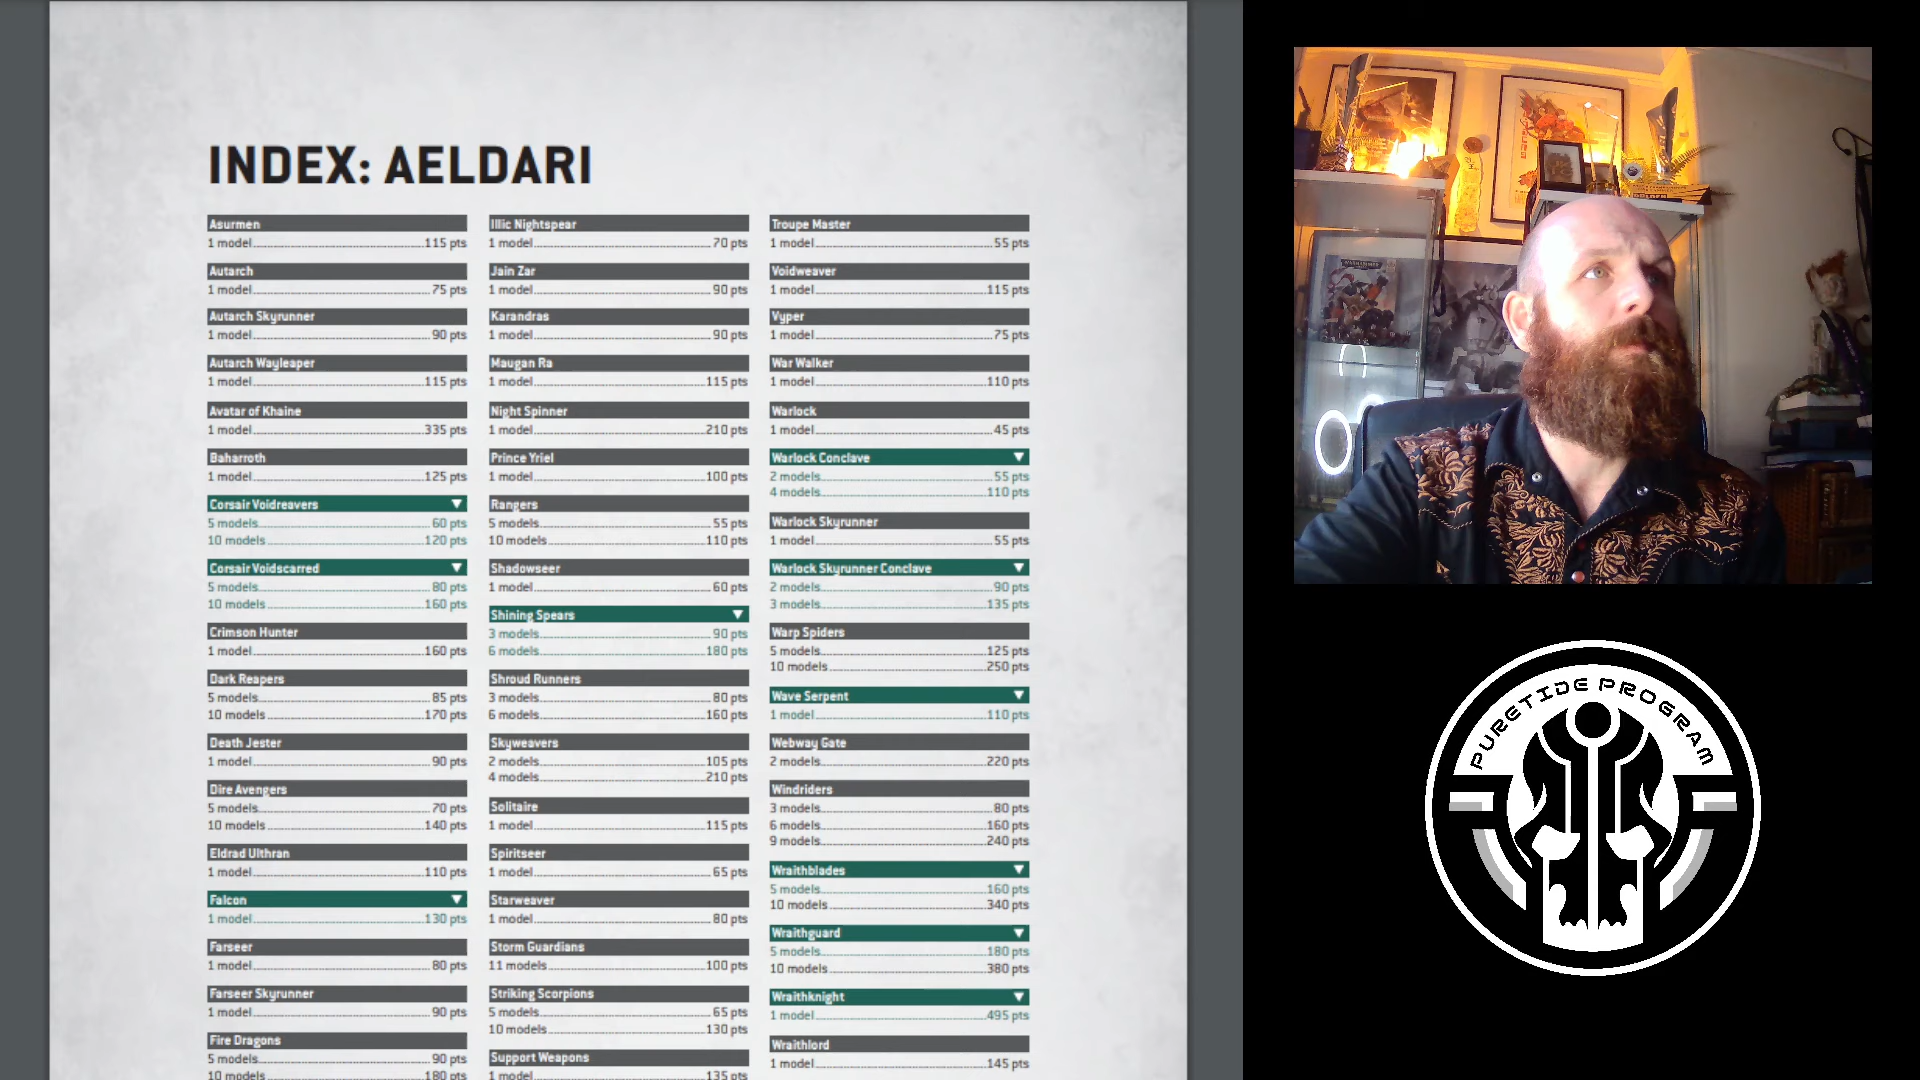 INDEX: AELDARI
Asurmen
1 model 115 pts
Autarch
1 model 75 pts
Autarch Skyrunner
1 model 90 pts
Autarch Wayleaper
1 model 115 pts
Avatar of Khaine
1 model 335 pts
Baharroth
1 model 125 pts
Corsair Voidreavers ▼
5 models 60 pts
10 models 120 pts
Corsair Voidscarred ▼
5 models 80 pts
10 models 160 pts
Crimson Hunter
1 model 160 pts
Dark Reapers
5 models 85 pts
10 models 170 pts
Death Jester
1 model 90 pts
Dire Avengers
5 models 70 pts
10 models 140 pts
Eldrad Ulthran
1 model 110 pts
Falcon ▼
1 model 130 pts
Farseer
1 model 80 pts
Farseer Skyrunner
1 model 90 pts
Fire Dragons
5 models 90 pts
10 models 180 pts
Illic Nightspear
1 model 70 pts
Jain Zar
1 model 90 pts
Karandras
1 model 90 pts
Maugan Ra
1 model 115 pts
Night Spinner
1 model 210 pts
Prince Yriel
1 model 100 pts
Rangers
5 models 55 pts
10 models 110 pts
Shadowseer
1 model 60 pts
Shining Spears ▼
3 models 90 pts
6 models 180 pts
Shroud Runners
3 models 80 pts
6 models 160 pts
Skyweavers
2 models 105 pts
4 models 210 pts
Solitaire
1 model 115 pts
Spiritseer
1 model 65 pts
Starweaver
1 model 80 pts
Storm Guardians
11 models 100 pts
Striking Scorpions
5 models 65 pts
10 models 130 pts
Support Weapons
1 model 135 pts
Troupe Master
1 model 55 pts
Voidweaver
1 model 115 pts
Vyper
1 model 75 pts
War Walker
1 model 110 pts
Warlock
1 model 45 pts
Warlock Conclave ▼
2 models 55 pts
4 models 110 pts
Warlock Skyrunner
1 model 55 pts
Warlock Skyrunner Conclave ▼
2 models 90 pts
3 models 135 pts
Warp Spiders
5 models 125 pts
10 models 250 pts
Wave Serpent ▼
1 model 110 pts
Webway Gate
2 models 220 pts
Windriders
3 models 80 pts
6 models 160 pts
9 models 240 pts
Wraithblades ▼
5 models 160 pts
10 models 340 pts
Wraithguard ▼
5 models 180 pts
10 models 380 pts
Wraithknight ▼
1 model 495 pts
Wraithlord
1 model 145 pts
WARHAMMER
PURETIDE PROGRAM